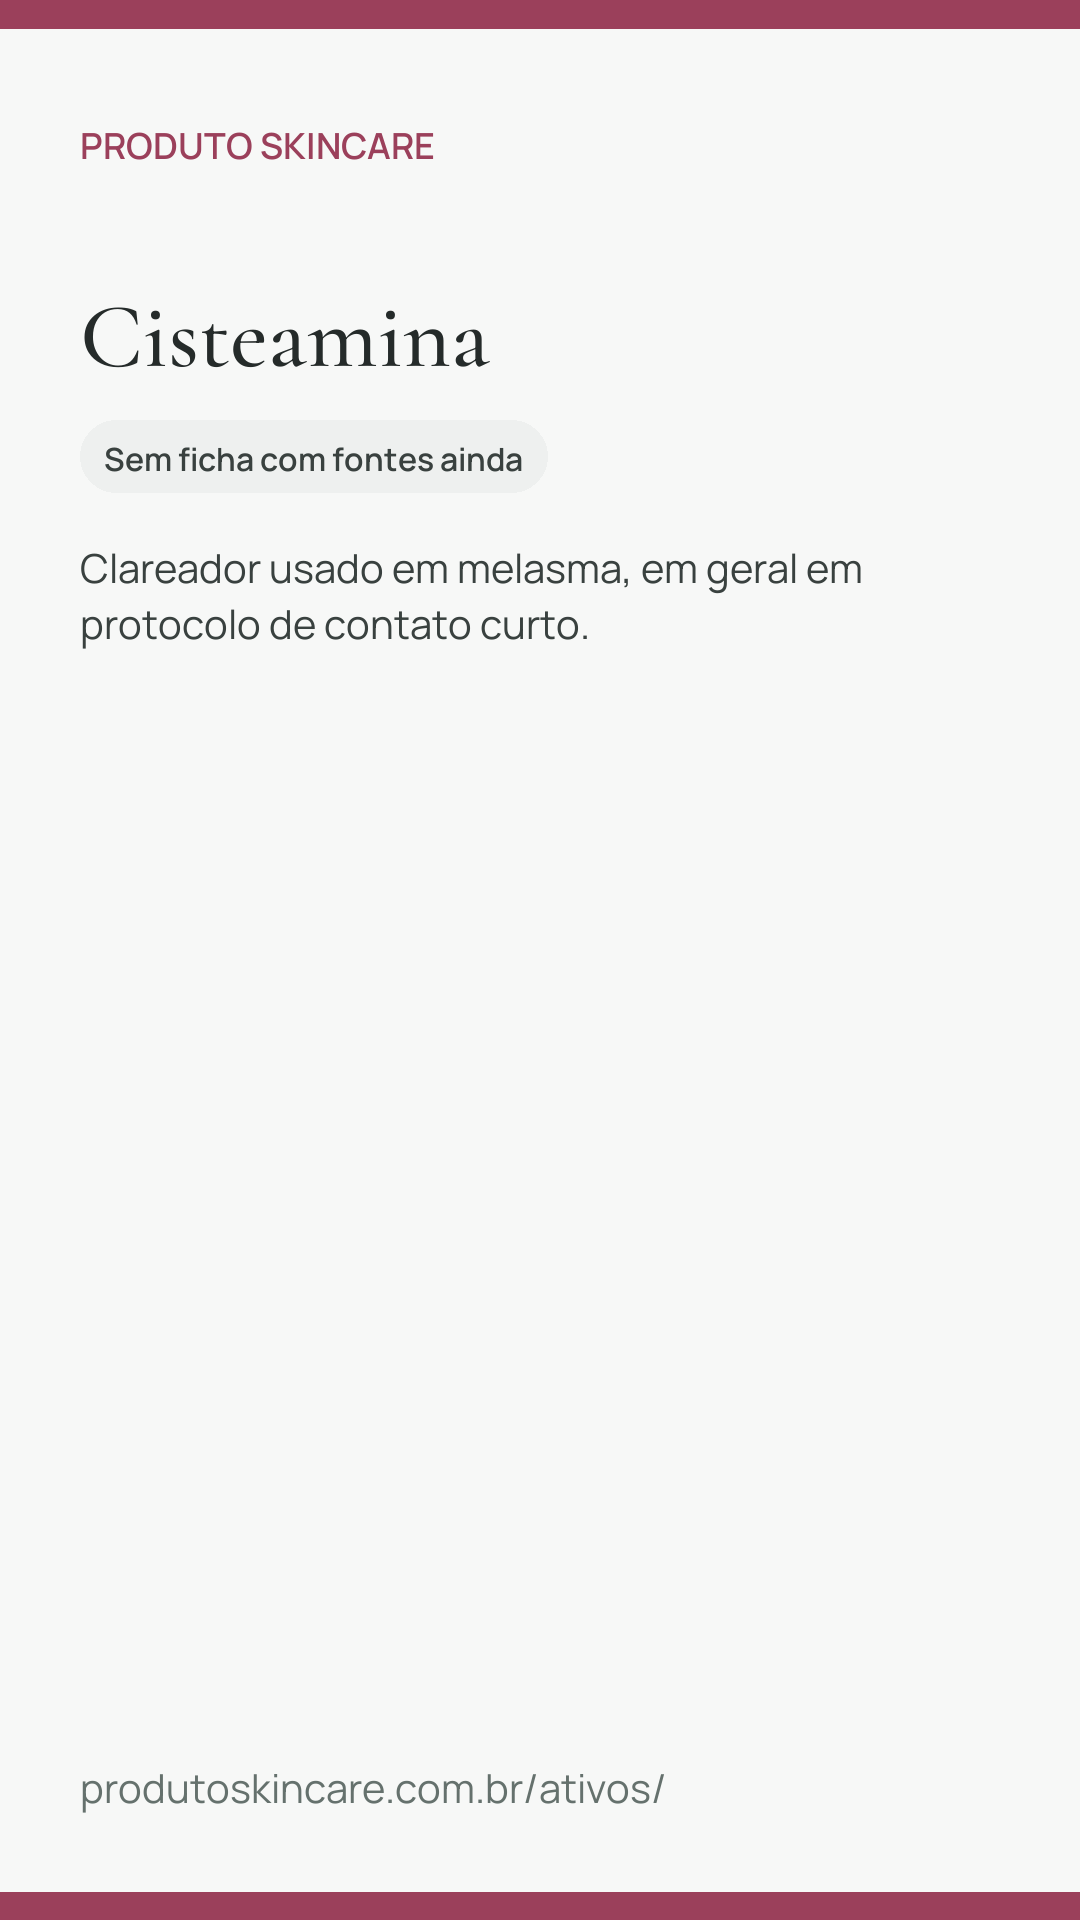 PRODUTO SKINCARE
Cisteamina
Sem ficha com fontes ainda
Clareador usado em melasma, em geral em
protocolo de contato curto.
produtoskincare.com.br/ativos/